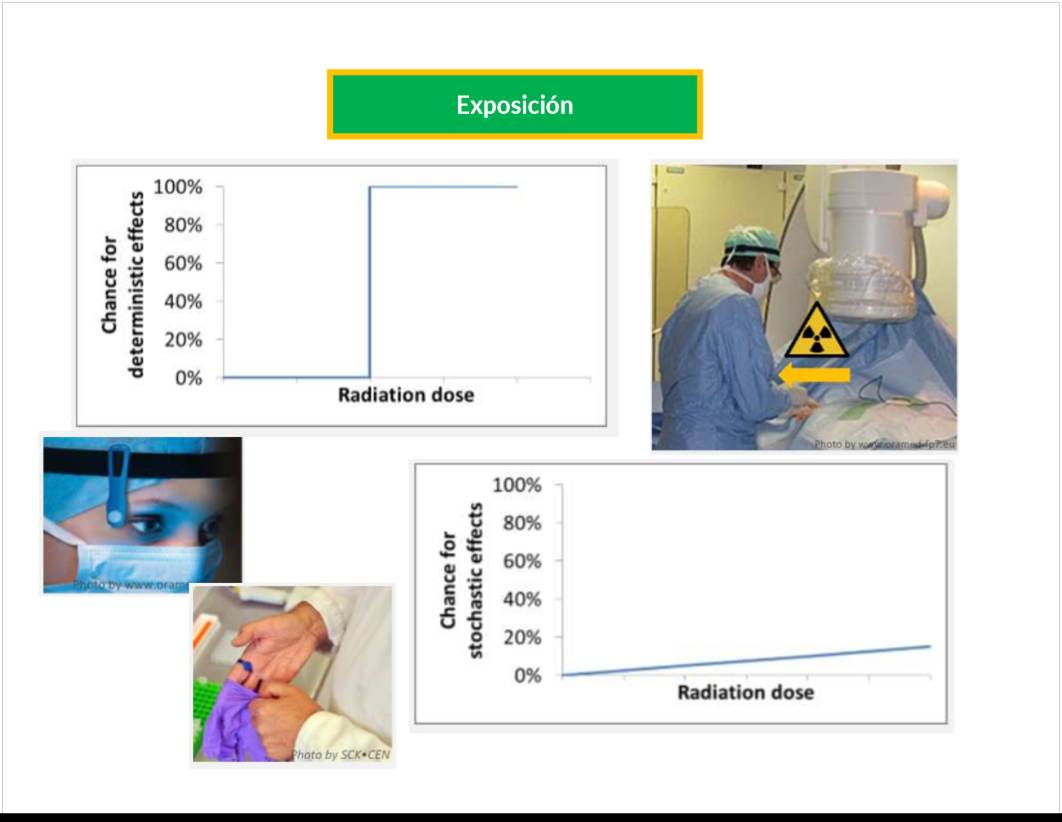 Exposición
Chance for
deterministic effects
100%
80%
60%
40%
20%
0%
Radiation dose
Photo by www.oramed-fp7.eu
Photo by www.oram
Photo by SCK•CEN
Chance for
stochastic effects
100%
80%
60%
40%
20%
0%
Radiation dose